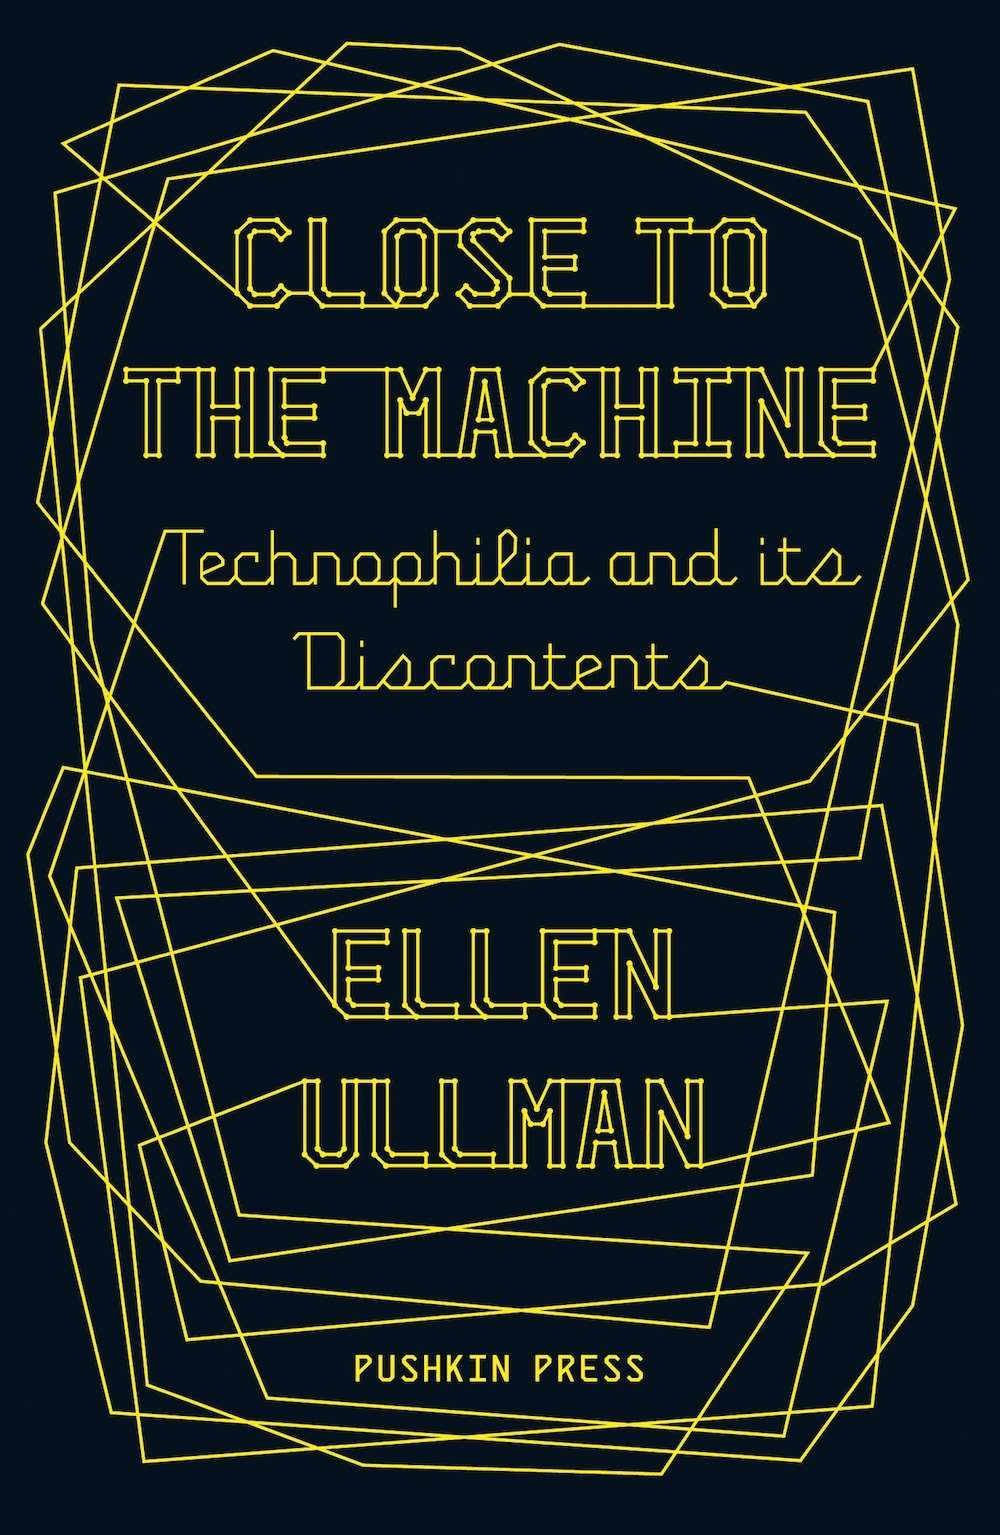 CLOSE TO
THE MACHINE
Technophilia and its
Discontents
ELLEN
ULLMAN
PUSHKIN PRESS